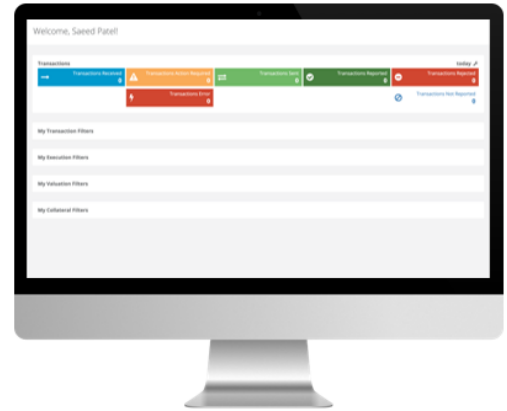 Welcome, Saeed Patel!
Transactions
today
Transactions Received
0
Transactions Action Required
0
Transactions Sent
0
Transactions Reported
0
Transactions Rejected
0
Transactions Error
0
Transactions Not Reported
0
My Transaction Filters
My Execution Filters
My Valuation Filters
My Collateral Filters